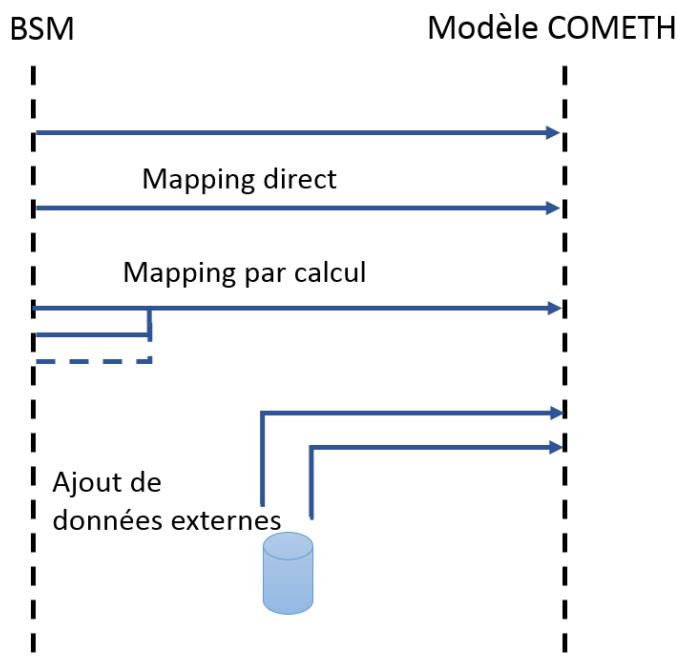 BSM
Modèle COMETH
Mapping direct
Mapping par calcul
Ajout de
données externes